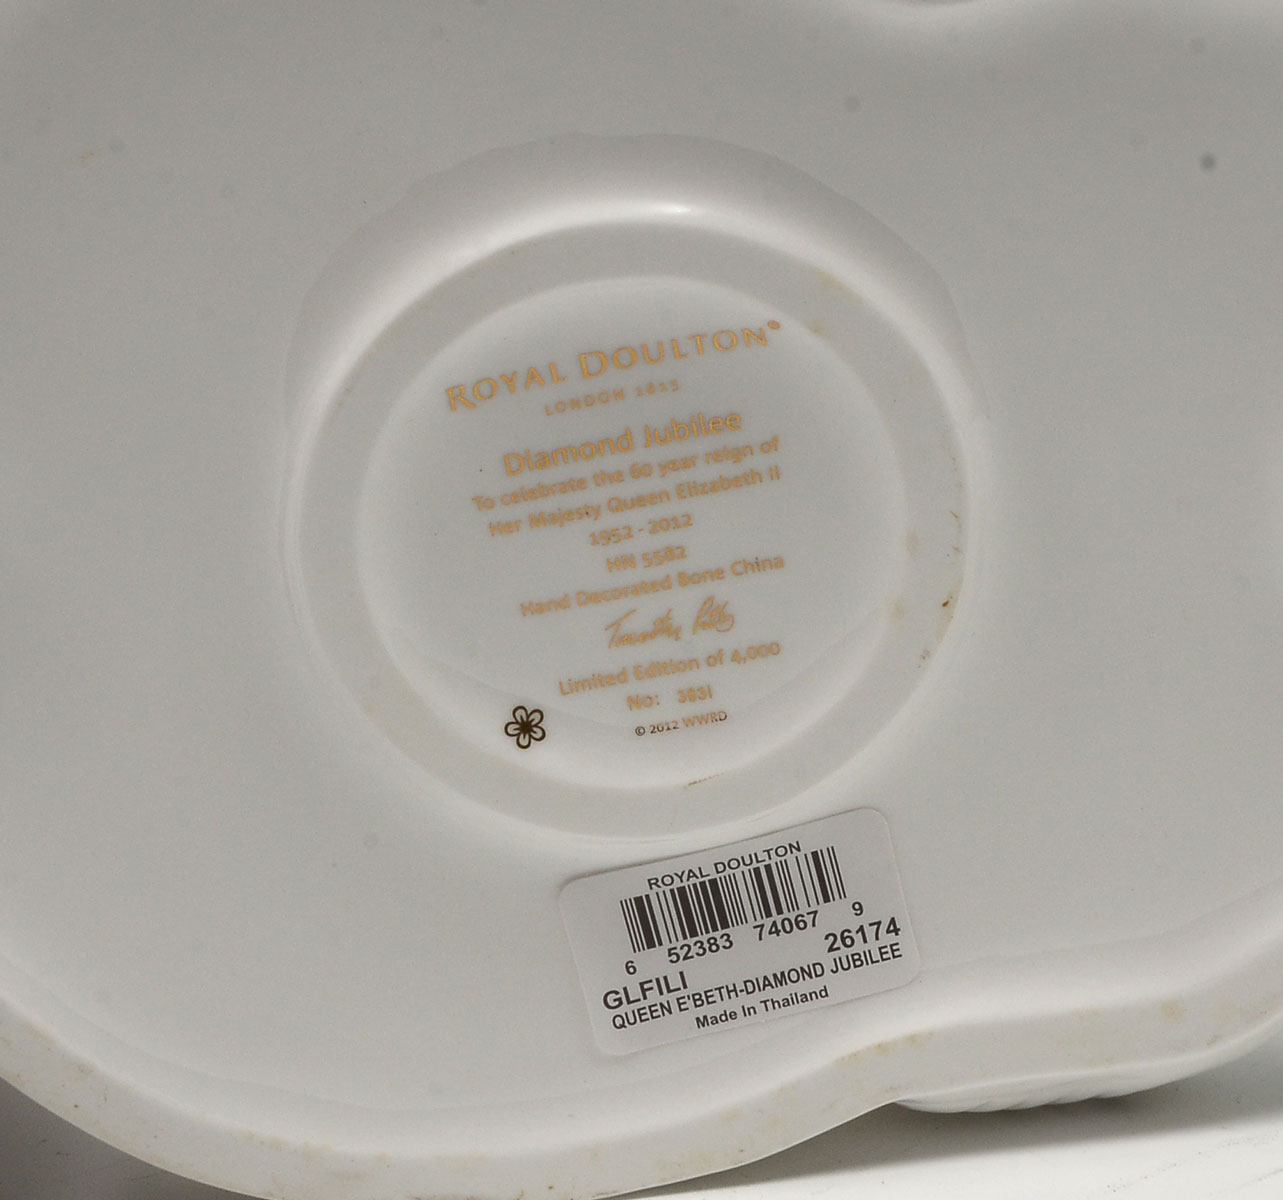 ROYAL DOULTON®
LONDON 1815
Diamond Jubilee
To celebrate the 60 year reign of
Her Majesty Queen Elizabeth II
1952 - 2012
HN 5582
Hand Decorated Bone China
Limited Edition of 4,000
No: 3831
© 2012 WWRD
ROYAL DOULTON
6 52383 74067 9
GLFILI 26174
QUEEN E'BETH-DIAMOND JUBILEE
Made In Thailand